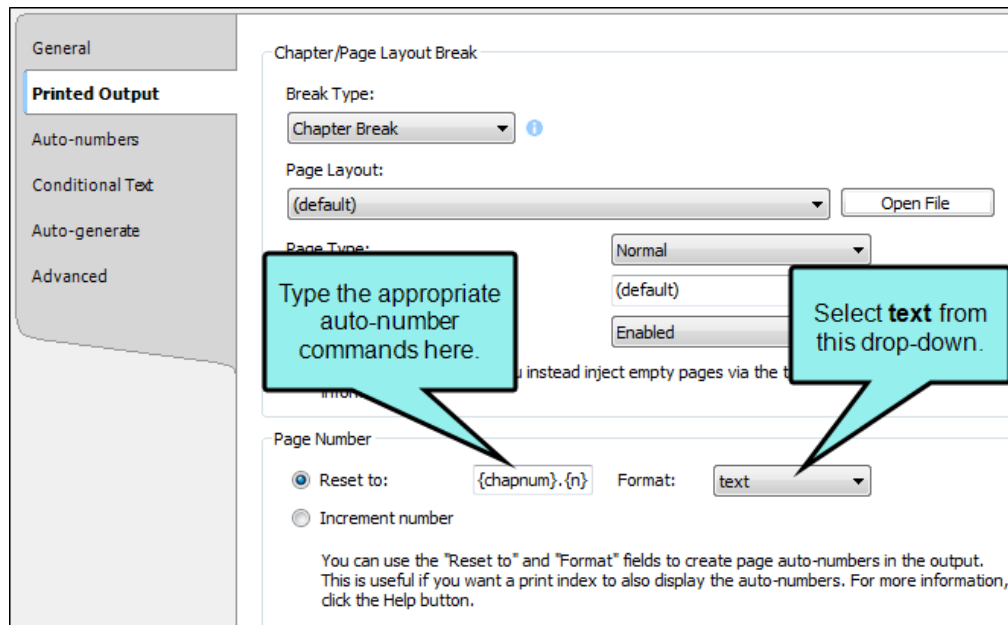 General
Printed Output
Auto-numbers
Conditional Text
Auto-generate
Advanced
Chapter/Page Layout Break
Break Type:
Chapter Break
Page Layout:
(default)
Open File
Page Type:
Normal
(default)
Enabled
Type the appropriate
auto-number
commands here.
Select text from
this drop-down.
instead inject empty pages via the
Page Number
Reset to:
{chapnum}.{n}
Format:
text
Increment number
You can use the "Reset to" and "Format" fields to create page auto-numbers in the output.
This is useful if you want a print index to also display the auto-numbers. For more information,
click the Help button.